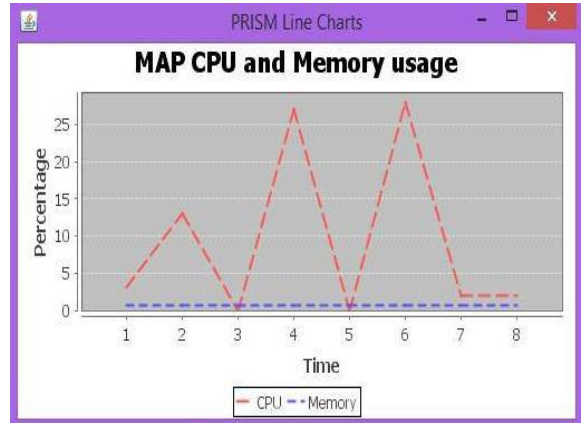 PRISM Line Charts
MAP CPU and Memory usage
Percentage
25
20
15
10
5
0
1 2 3 4 5 6 7 8
Time
CPU Memory